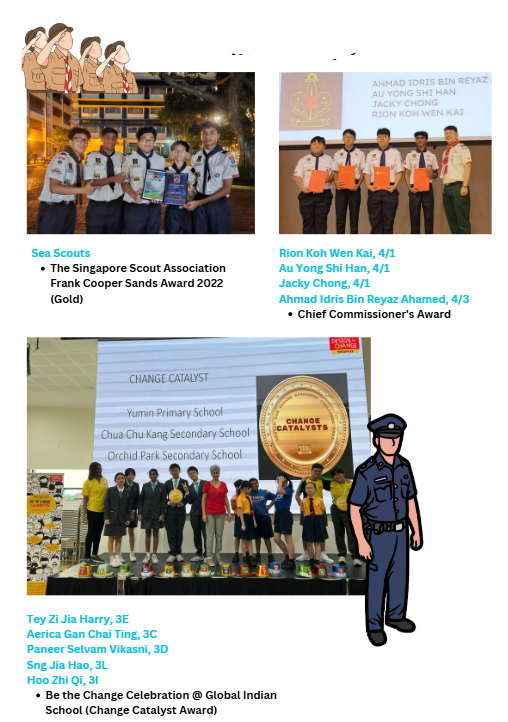 AHMAD IDRIS BIN REYAZ
AU YONG SHI HAN
JACKY CHONG
RION KOH WEN KAI
Sea Scouts
• The Singapore Scout Association
Frank Cooper Sands Award 2022
(Gold)
Rion Koh Wen Kai, 4/1
Au Yong Shi Han, 4/1
Jacky Chong, 4/1
Ahmad Idris Bin Reyaz Ahamed, 4/3
• Chief Commissioner's Award
DESIGN for
CHANGE
CHANGE CATALYST
Yumin Primary School
Chua Chu Kang Secondary School
Orchid Park Secondary School
CHANGE
CATALYSTS
Tey Zi Jia Harry, 3E
Aerica Gan Chai Ting, 3C
Paneer Selvam Vikasni, 3D
Sng Jia Hao, 3L
Hoo Zhi Qi, 3I
• Be the Change Celebration @ Global Indian
School (Change Catalyst Award)